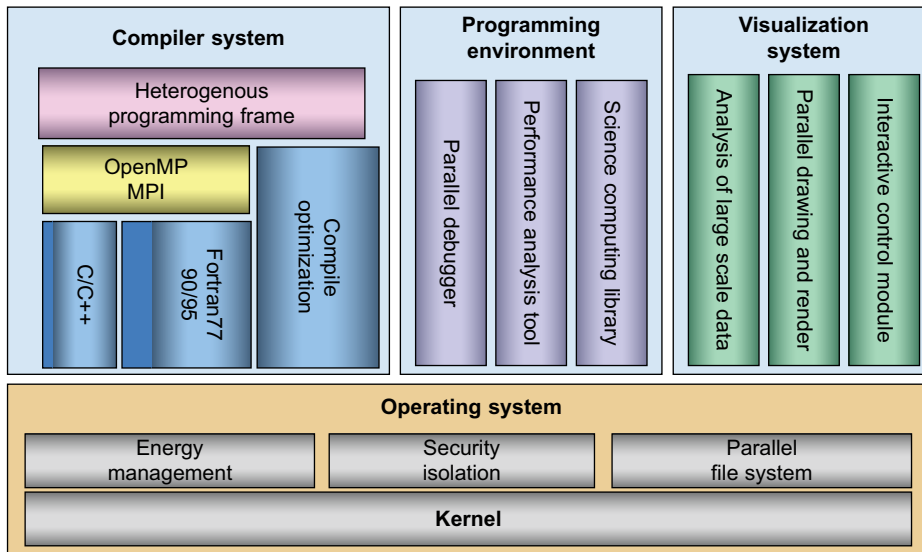 Compiler system
Heterogenous
programming frame
OpenMP
MPI
C/C++
Fortran77
90/95
Compile
optimization
Programming
environment
Parallel debugger
Performance analysis tool
Science computing library
Visualization
system
Analysis of large
scale data
Parallel drawing and render
Interactive control module
Operating system
Energy
management
Security
isolation
Parallel
file system
Kernel